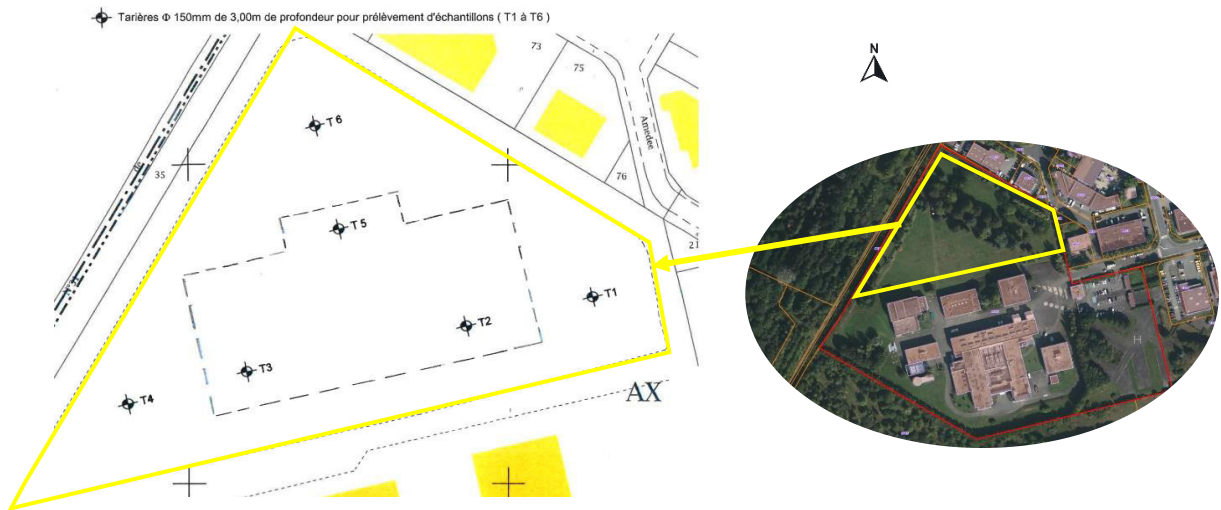 Tarières Φ 150mm de 3,00m de profondeur pour prélèvement d'échantillons ( T1 à T6 )
N
73
75
Amedee
T6
35
76
T5
21
T1
T2
T3
T4
AX
H